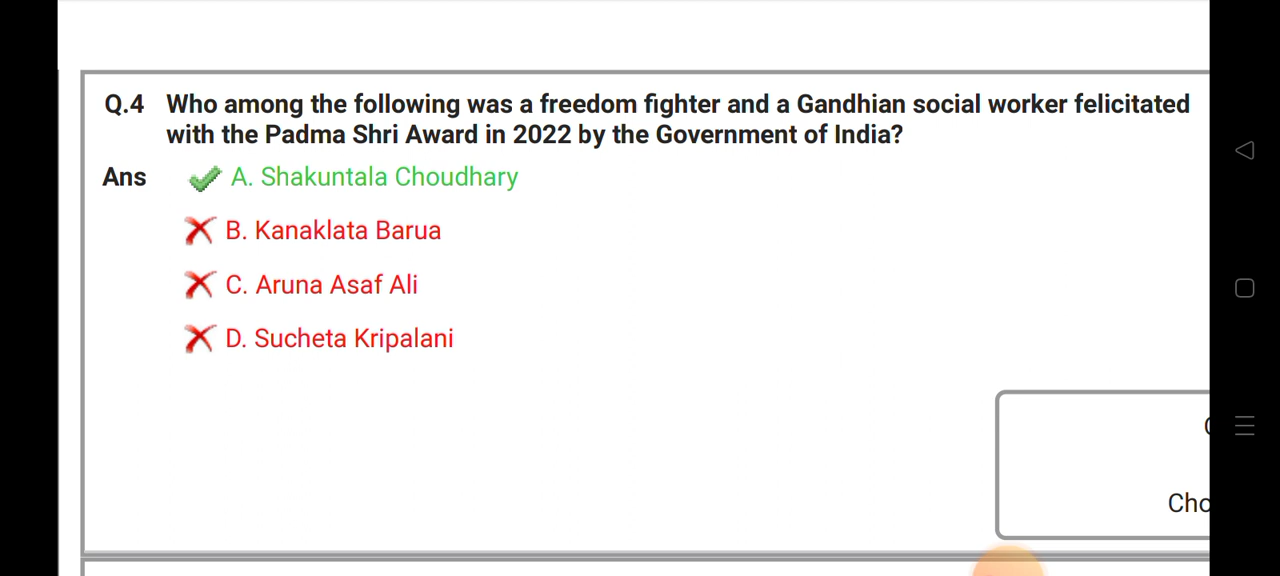 Q.4 Who among the following was a freedom fighter and a Gandhian social worker felicitated
with the Padma Shri Award in 2022 by the Government of India?
Ans A. Shakuntala Choudhary
B. Kanaklata Barua
C. Aruna Asaf Ali
D. Sucheta Kripalani